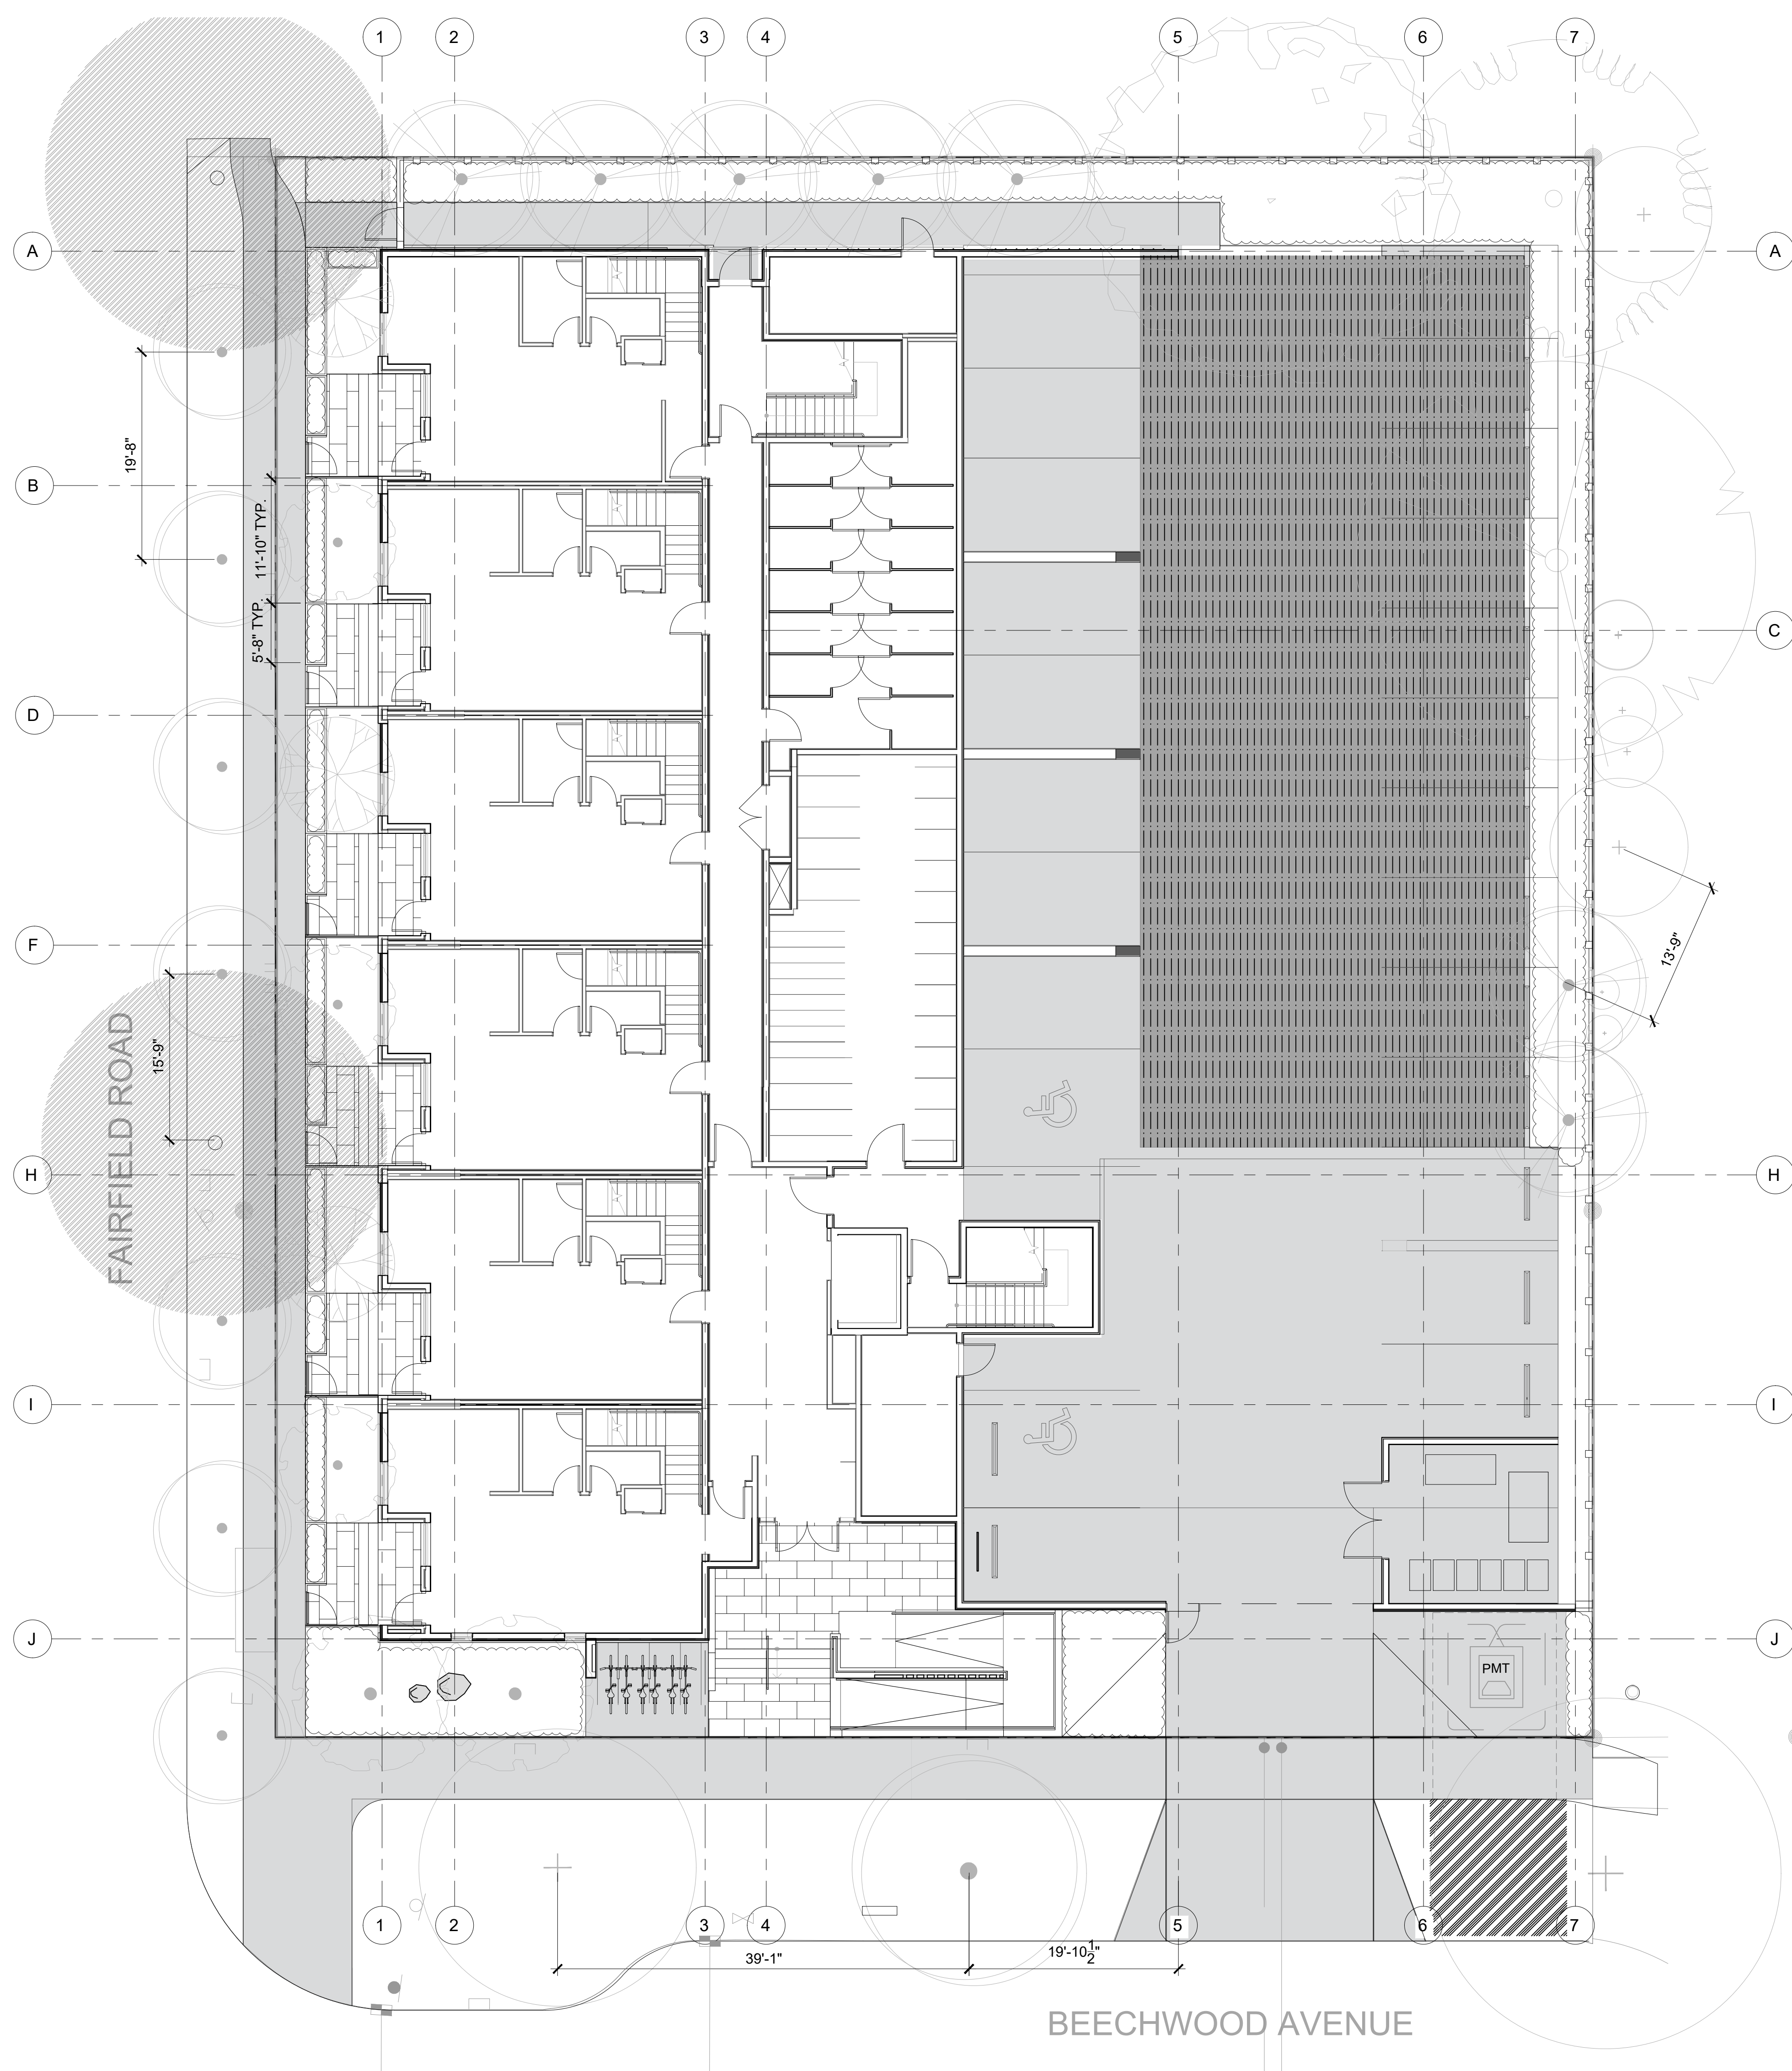 1 2 3 4 5 6 7
A A
19'-8"
B
11'-10" TYP.
5'-8" TYP.
C
D
F
13'-9"
15'-9"
FAIRFIELD ROAD
H H
I I
J J
PMT
1 2 3 4 5 6 7
39'-1"
19'-10 1/2"
BEECHWOOD AVENUE